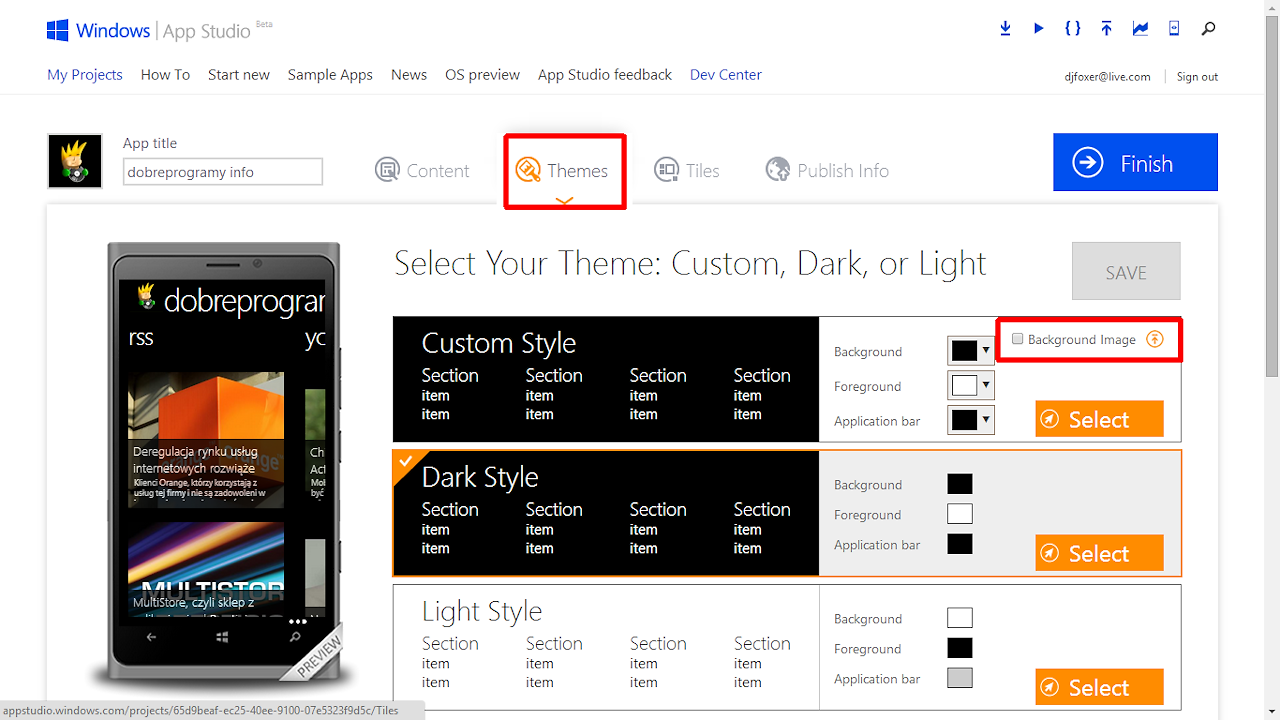 Windows App Studio Beta
My Projects How To Start new Sample Apps News OS preview App Studio feedback Dev Center
djfoxer@live.com Sign out
App title
dobreprogramy info
Content Themes Tiles Publish Info
Finish
Select Your Theme: Custom, Dark, or Light
SAVE
dobreprogram
rss
yc
Deregulacja rynku usług
internetowych rozwiąże
Klienci Orange, którzy korzystają z
usług tej firmy i nie są zadowoleni w
Ch
Act
Mo
być
MULTISTOR
MultiStore, czyli sklep z
PREVIEW
Custom Style
Section Section Section Section
item item item item
item item item item
Background
Foreground
Application bar
Background Image
Select
Dark Style
Section Section Section Section
item item item item
item item item item
Background
Foreground
Application bar
Select
Light Style
Section Section Section Section
item item item item
item item item item
Background
Foreground
Application bar
Select
appstudio.windows.com/projects/65d9beaf-ec25-40ee-9100-07e5323f9d5c/Tiles